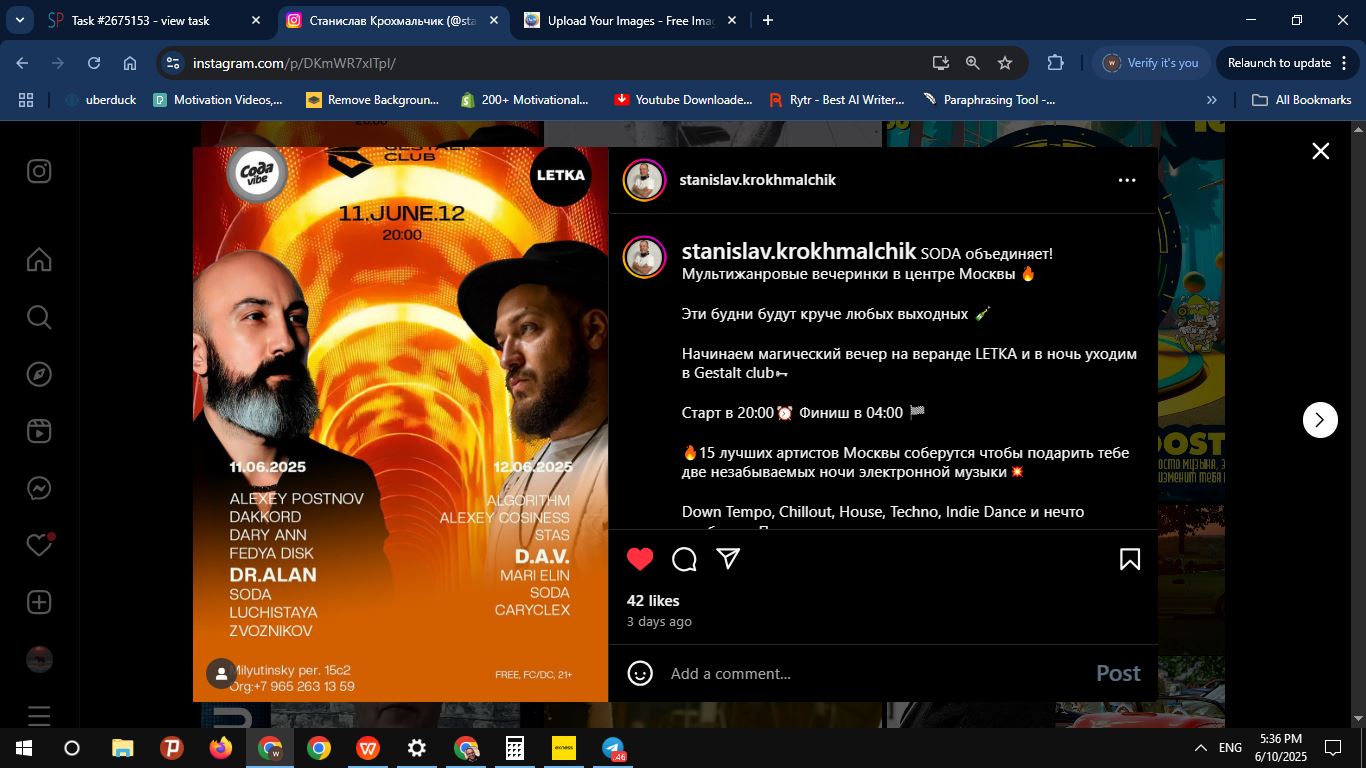 Task #2675153 - view task
Станислав Крохмальчик (@sta
Upload Your Images - Free Imag
instagram.com/p/DKmWR7xITpl/
Verify it's you
Relaunch to update
uberduck
Motivation Videos,...
Remove Backgroun...
200+ Motivational...
Youtube Downloade...
Rytr - Best AI Writer...
Paraphrasing Tool -...
All Bookmarks
20:00
GESTALT
CLUB
Сода
vibe
LETKA
11.JUNE.12
20:00
11.06.2025
ALEXEY POSTNOV
DAKKORD
DARY ANN
FEDYA DISK
DR.ALAN
SODA
LUCHISTAYA
ZVOZNIKOV
12.06.2025
ALGORITHM
ALEXEY COSINESS
STAS
D.A.V.
MARI ELIN
SODA
CARYCLEX
Milyutinsky per. 15c2
Org:+7 965 263 13 59
FREE, FC/DC, 21+
stanislav.krokhmalchik
stanislav.krokhmalchik SODA объединяет!
Мультижанровые вечеринки в центре Москвы 🔥
Эти будни будут круче любых выходных 🍾
Начинаем магический вечер на веранде LETKA и в ночь уходим
в Gestalt club🗝
Старт в 20:00⏰ Финиш в 04:00 🏁
🔥15 лучших артистов Москвы соберутся чтобы подарить тебе
две незабываемых ночи электронной музыки💥
Down Tempo, Chillout, House, Techno, Indie Dance и нечто
42 likes
3 days ago
Add a comment...
Post
ENG
5:36 PM
6/10/2025
exness
46